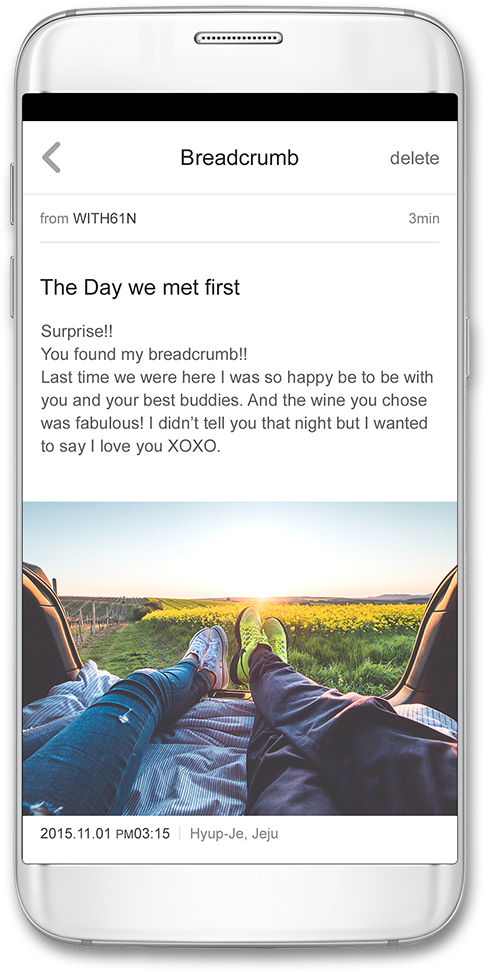 Breadcrumb delete
from WITH61N 3min
The Day we met first
Surprise!!
You found my breadcrumb!!
Last time we were here I was so happy be to be with
you and your best buddies. And the wine you chose
was fabulous! I didn’t tell you that night but I wanted
to say I love you XOXO.
2015.11.01 PM03:15 Hyup-Je, Jeju